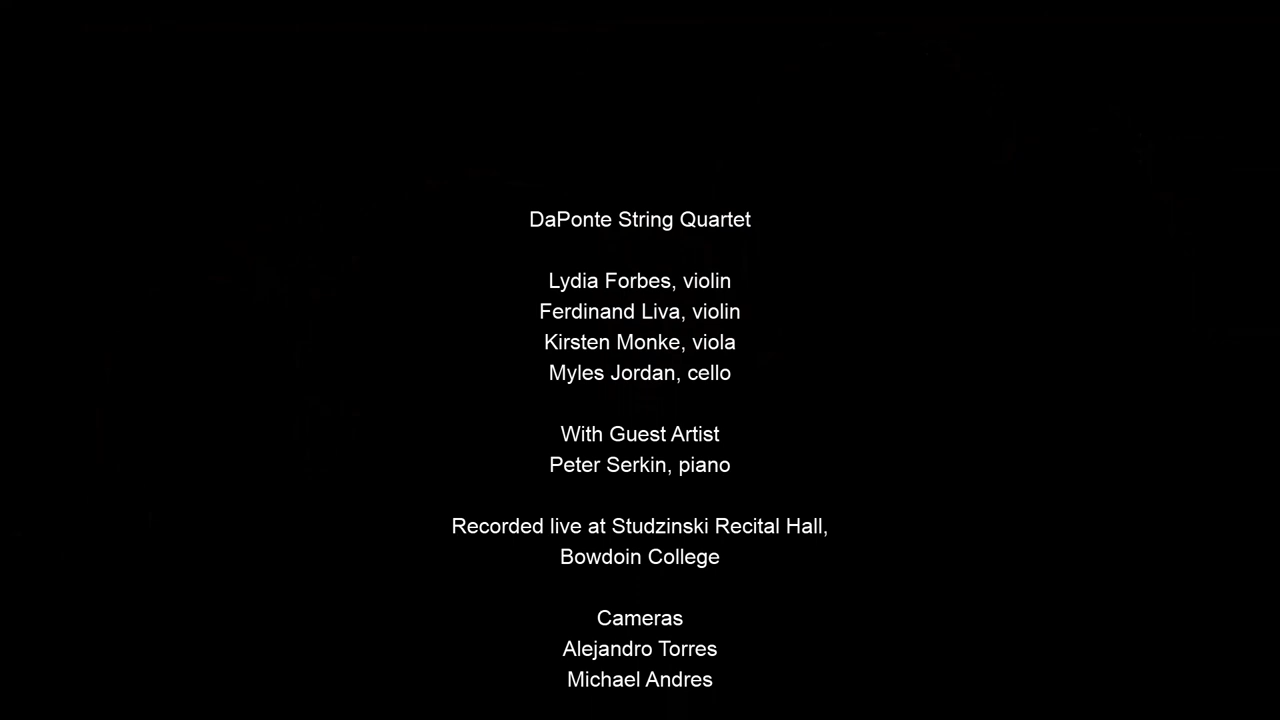 DaPonte String Quartet
Lydia Forbes, violin
Ferdinand Liva, violin
Kirsten Monke, viola
Myles Jordan, cello
With Guest Artist
Peter Serkin, piano
Recorded live at Studzinski Recital Hall,
Bowdoin College
Cameras
Alejandro Torres
Michael Andres